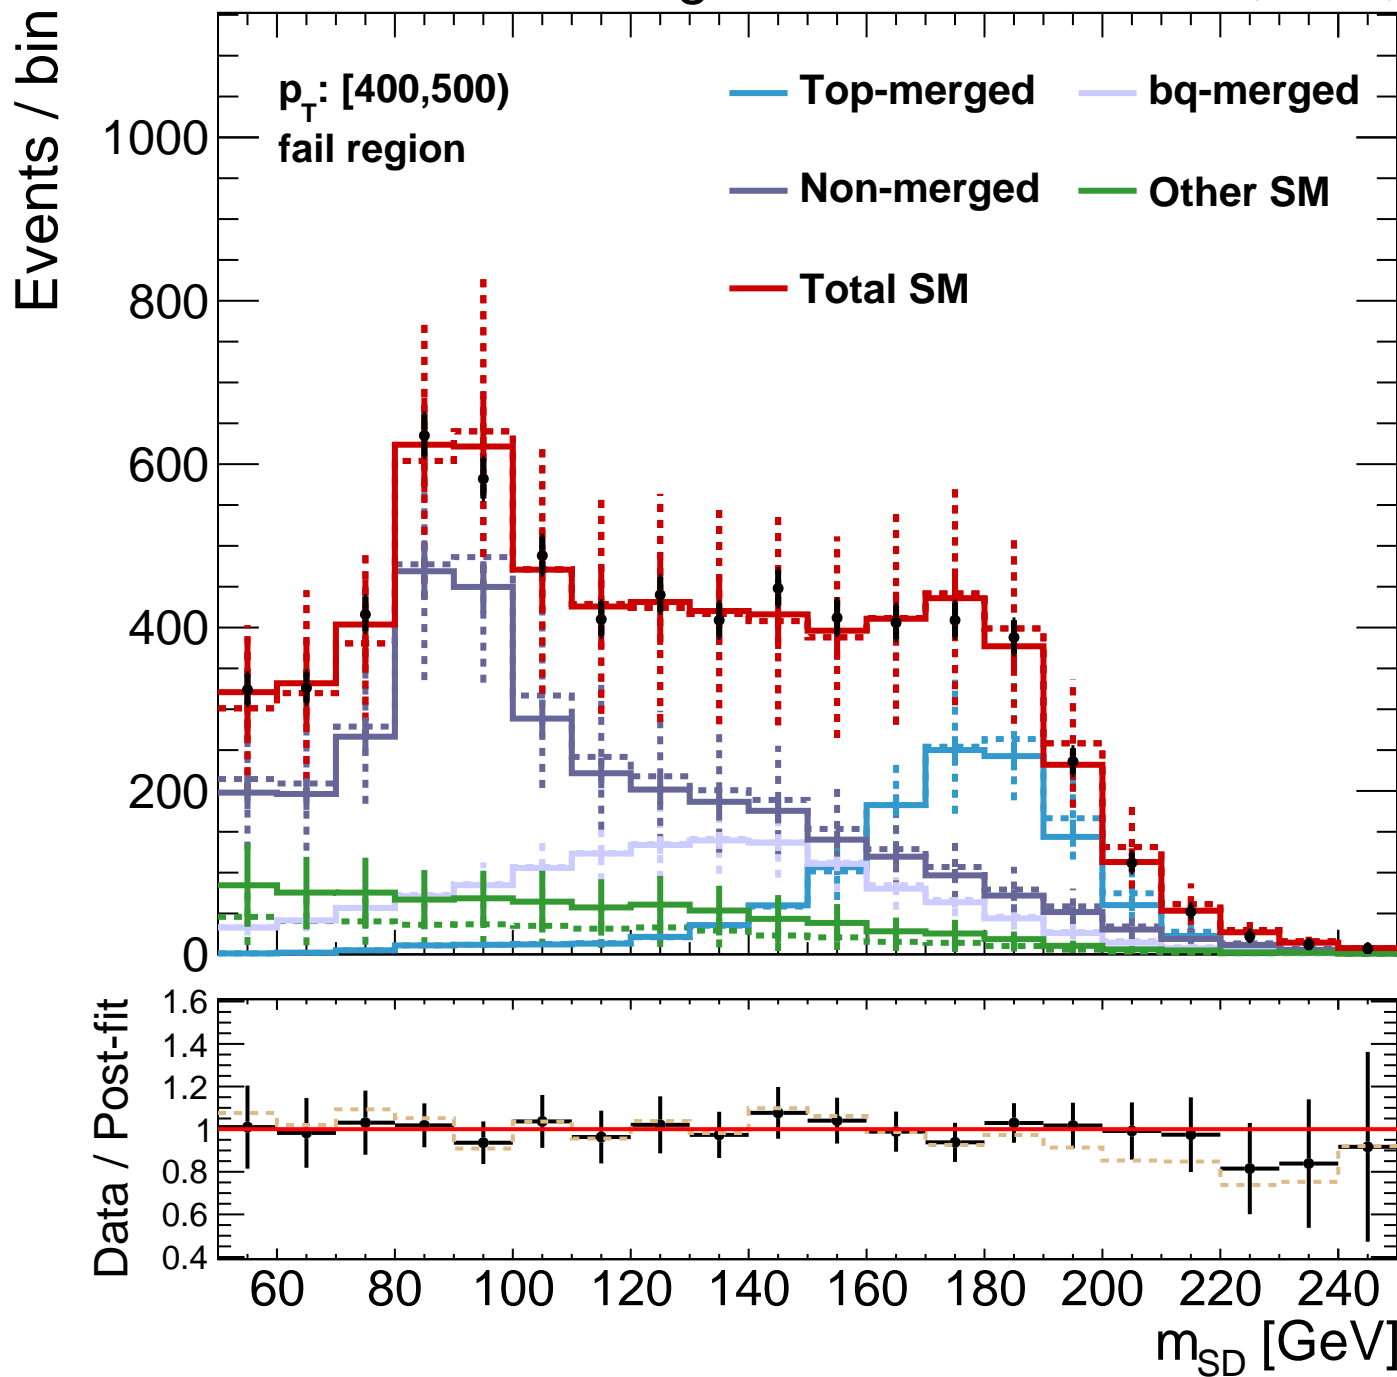 Events / bin
p_T: [400,500)
fail region
Top-merged
bq-merged
Non-merged
Other SM
Total SM
1000
800
600
400
200
0
Data / Post-fit
1.6
1.4
1.2
1
0.8
0.6
0.4
60 80 100 120 140 160 180 200 220 240
m_SD [GeV]